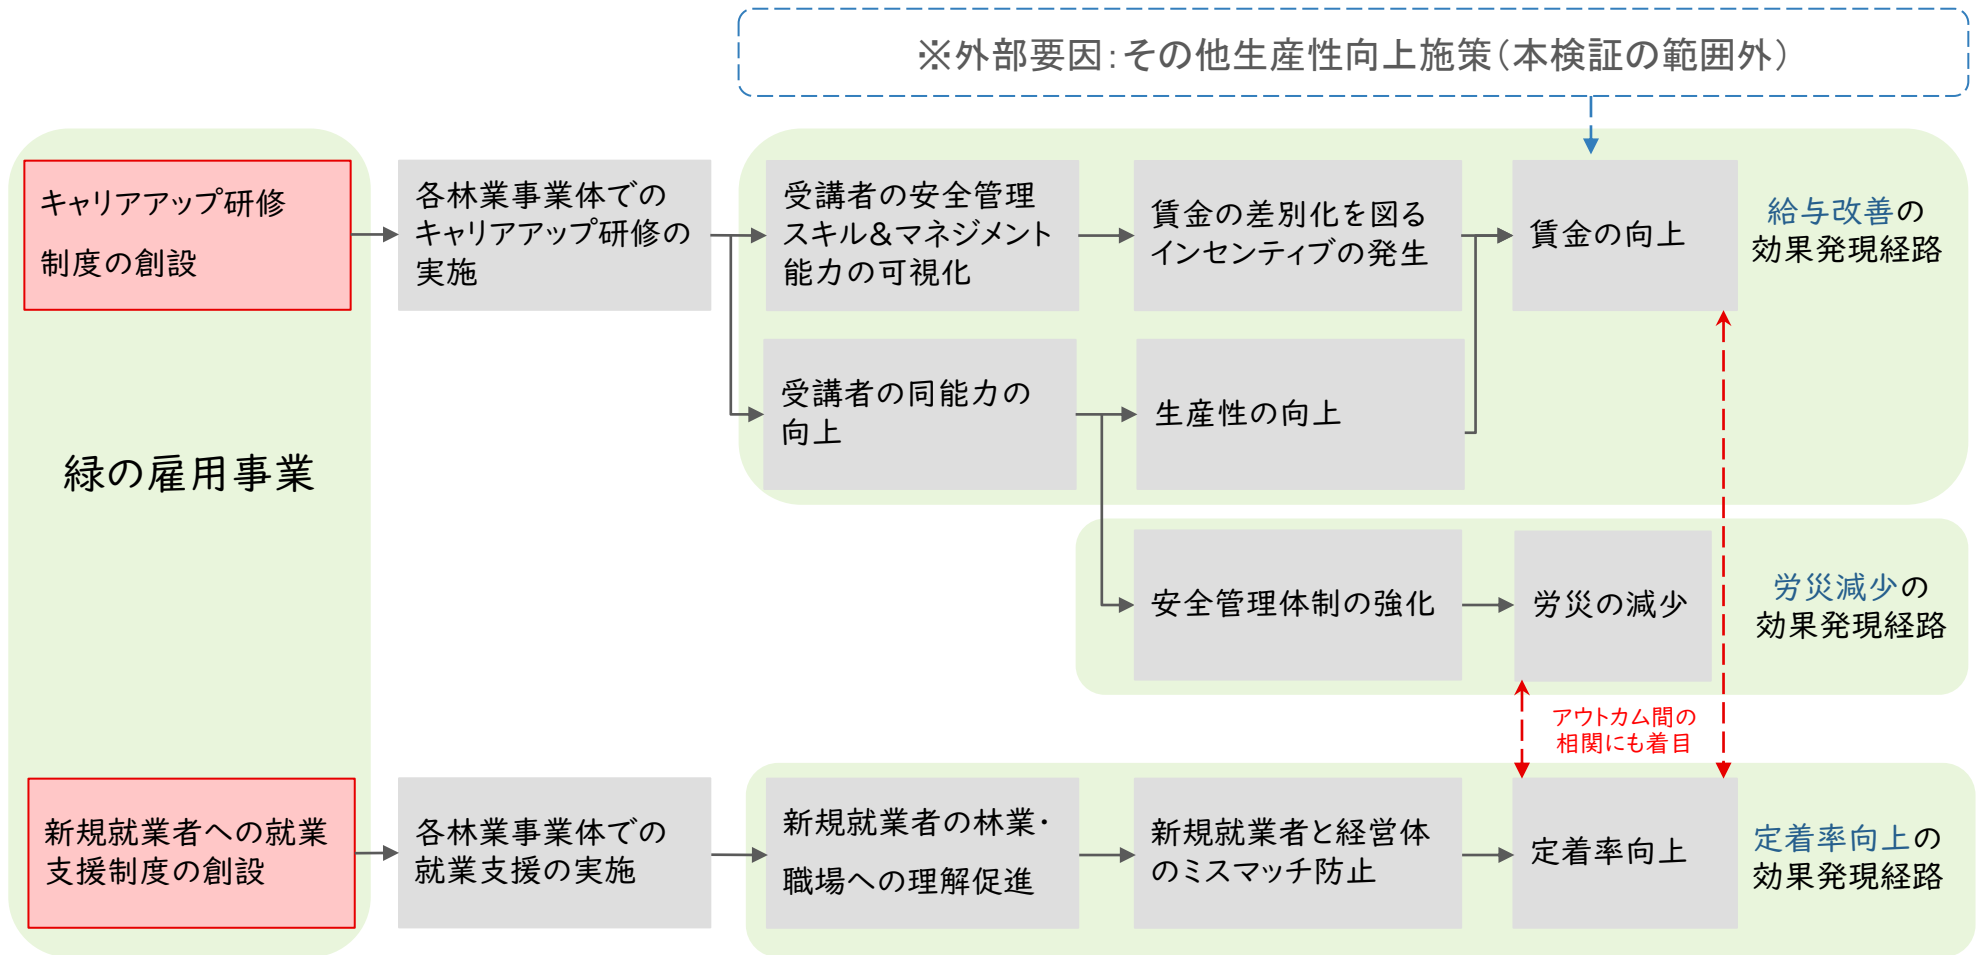 ※外部要因：その他生産性向上施策（本検証の範囲外）
キャリアアップ研修
制度の創設
各林業事業体での
キャリアアップ研修の
実施
受講者の安全管理
スキル＆マネジメント
能力の可視化
賃金の差別化を図る
インセンティブの発生
賃金の向上
給与改善の
効果発現経路
受講者の同能力の
向上
生産性の向上
緑の雇用事業
安全管理体制の強化
労災の減少
労災減少の
効果発現経路
アウトカム間の
相関にも着目
新規就業者への就業
支援制度の創設
各林業事業体での
就業支援の実施
新規就業者の林業・
職場への理解促進
新規就業者と経営体
のミスマッチ防止
定着率向上
定着率向上の
効果発現経路